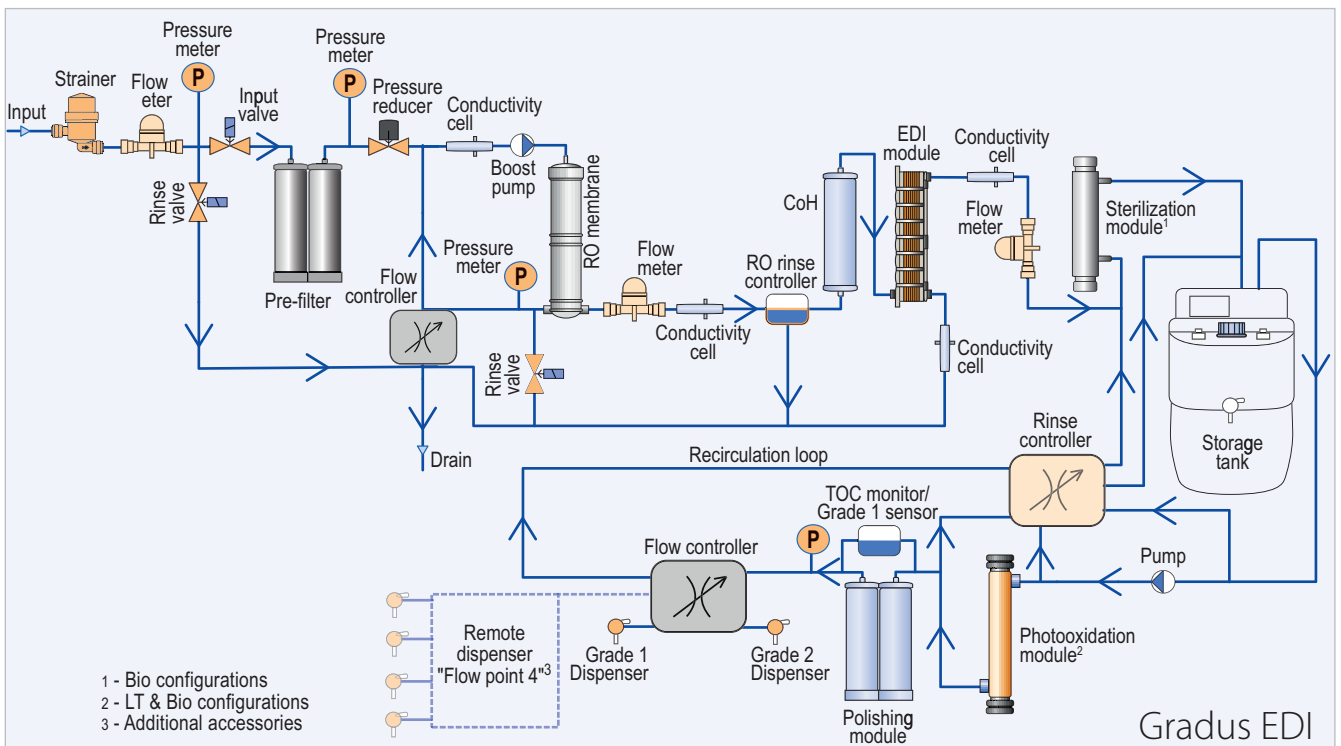 Pressure
meter
P
Pressure
meter
P
Strainer
Flow
eter
Input
valve
Pressure
reducer
Conductivity
cell
Input
Boost
pump
EDI
module
Conductivity
cell
CoH
Sterilization
module1
Flow
meter
Rinse
valve
RO membrane
Pre-filter
Pressure
meter
P
Flow
controller
Flow
meter
RO rinse
controller
Conductivity
cell
Conductivity
cell
Rinse
valve
Storage
tank
Drain
Recirculation loop
Rinse
controller
TOC monitor/
Grade 1 sensor
P
Flow controller
Pump
Remote
dispenser
"Flow point 4"3
Grade 1
Dispenser
Grade 2
Dispenser
Polishing
module
Photooxidation
module2
1 - Bio configurations
2 - LT & Bio configurations
3 - Additional accessories
Gradus EDI